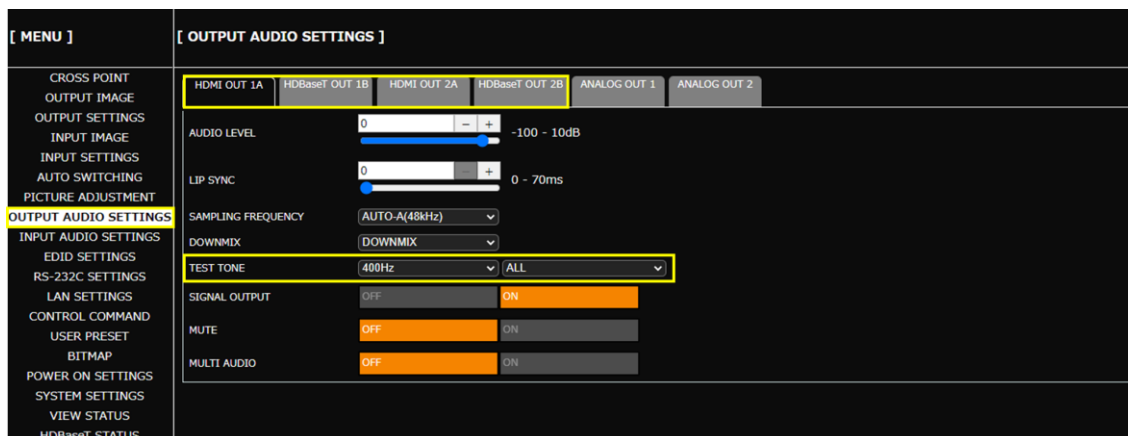 [ MENU ]
[ OUTPUT AUDIO SETTINGS ]
CROSS POINT
OUTPUT IMAGE
OUTPUT SETTINGS
INPUT IMAGE
INPUT SETTINGS
AUTO SWITCHING
PICTURE ADJUSTMENT
OUTPUT AUDIO SETTINGS
INPUT AUDIO SETTINGS
EDID SETTINGS
RS-232C SETTINGS
LAN SETTINGS
CONTROL COMMAND
USER PRESET
BITMAP
POWER ON SETTINGS
SYSTEM SETTINGS
VIEW STATUS
HDBaseT STATUS
HDMI OUT 1A HDBaseT OUT 1B HDMI OUT 2A HDBaseT OUT 2B ANALOG OUT 1 ANALOG OUT 2
AUDIO LEVEL 0 - + -100 - 10dB
LIP SYNC 0 - + 0 - 70ms
SAMPLING FREQUENCY AUTO-A(48kHz)
DOWNMIX DOWNMIX
TEST TONE 400Hz ALL
SIGNAL OUTPUT OFF ON
MUTE OFF ON
MULTI AUDIO OFF ON